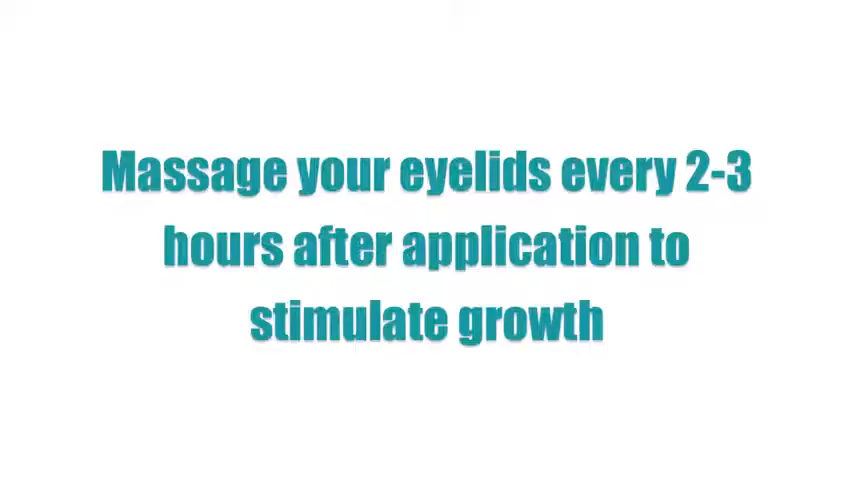 Massage your eyelids every 2-3
hours after application to
stimulate growth